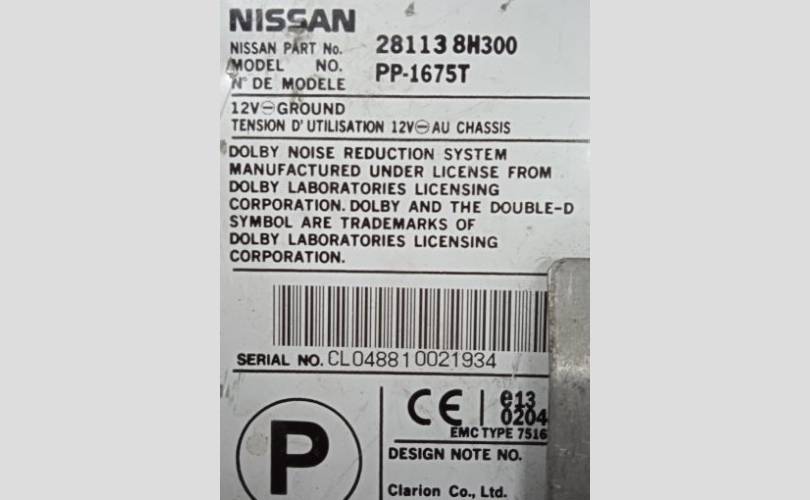 NISSAN
NISSAN PART No. 28113 8H300
MODEL NO. PP-1675T
N° DE MODELE
12V⊖GROUND
TENSION D'UTILISATION 12V⊖AU CHASSIS
DOLBY NOISE REDUCTION SYSTEM
MANUFACTURED UNDER LICENSE FROM
DOLBY LABORATORIES LICENSING
CORPORATION. DOLBY AND THE DOUBLE-D
SYMBOL ARE TRADEMARKS OF
DOLBY LABORATORIES LICENSING
CORPORATION.
SERIAL NO. CL048810021934
CE e13
0204
EMC TYPE 7516
P
DESIGN NOTE NO.
Clarion Co., Ltd.